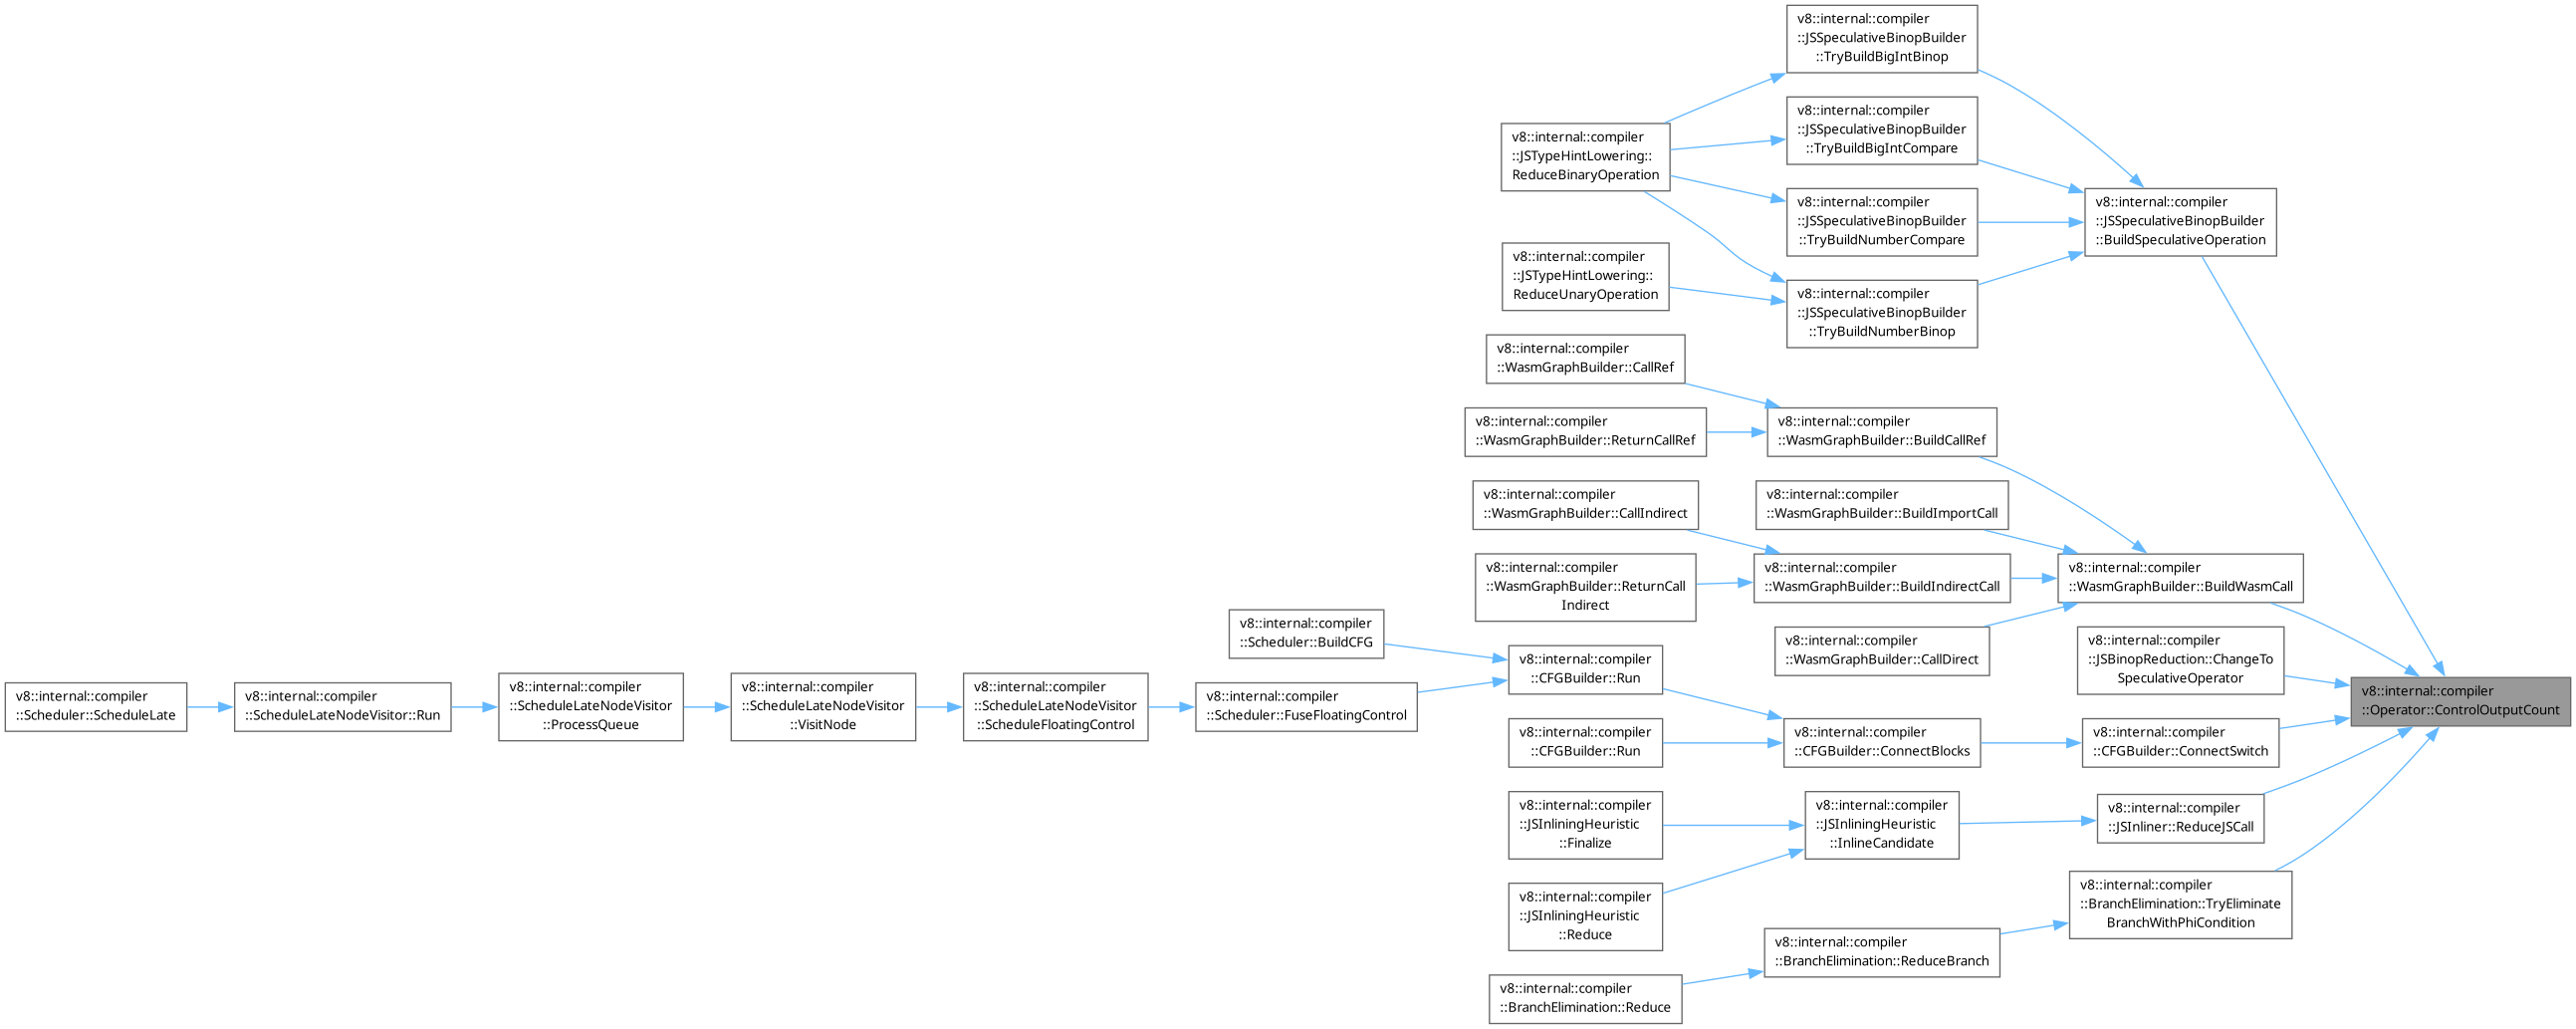 v8::internal::compiler
::JSSpeculativeBinopBuilder
::TryBuildBigIntBinop
v8::internal::compiler
::JSSpeculativeBinopBuilder
::TryBuildBigIntCompare
v8::internal::compiler
::JSTypeHintLowering::
ReduceBinaryOperation
v8::internal::compiler
::JSSpeculativeBinopBuilder
::TryBuildNumberCompare
v8::internal::compiler
::JSSpeculativeBinopBuilder
::BuildSpeculativeOperation
v8::internal::compiler
::JSTypeHintLowering::
ReduceUnaryOperation
v8::internal::compiler
::JSSpeculativeBinopBuilder
::TryBuildNumberBinop
v8::internal::compiler
::WasmGraphBuilder::CallRef
v8::internal::compiler
::WasmGraphBuilder::ReturnCallRef
v8::internal::compiler
::WasmGraphBuilder::BuildCallRef
v8::internal::compiler
::WasmGraphBuilder::CallIndirect
v8::internal::compiler
::WasmGraphBuilder::BuildImportCall
v8::internal::compiler
::WasmGraphBuilder::ReturnCall
Indirect
v8::internal::compiler
::WasmGraphBuilder::BuildIndirectCall
v8::internal::compiler
::WasmGraphBuilder::BuildWasmCall
v8::internal::compiler
::Scheduler::BuildCFG
v8::internal::compiler
::WasmGraphBuilder::CallDirect
v8::internal::compiler
::JSBinopReduction::ChangeTo
SpeculativeOperator
v8::internal::compiler
::CFGBuilder::Run
v8::internal::compiler
::Scheduler::ScheduleLate
v8::internal::compiler
::ScheduleLateNodeVisitor::Run
v8::internal::compiler
::ScheduleLateNodeVisitor
::ProcessQueue
v8::internal::compiler
::ScheduleLateNodeVisitor
::VisitNode
v8::internal::compiler
::ScheduleLateNodeVisitor
::ScheduleFloatingControl
v8::internal::compiler
::Scheduler::FuseFloatingControl
v8::internal::compiler
::Operator::ControlOutputCount
v8::internal::compiler
::CFGBuilder::Run
v8::internal::compiler
::CFGBuilder::ConnectBlocks
v8::internal::compiler
::CFGBuilder::ConnectSwitch
v8::internal::compiler
::JSInliningHeuristic
::Finalize
v8::internal::compiler
::JSInliningHeuristic
::InlineCandidate
v8::internal::compiler
::JSInliner::ReduceJSCall
v8::internal::compiler
::JSInliningHeuristic
::Reduce
v8::internal::compiler
::BranchElimination::TryEliminate
BranchWithPhiCondition
v8::internal::compiler
::BranchElimination::ReduceBranch
v8::internal::compiler
::BranchElimination::Reduce